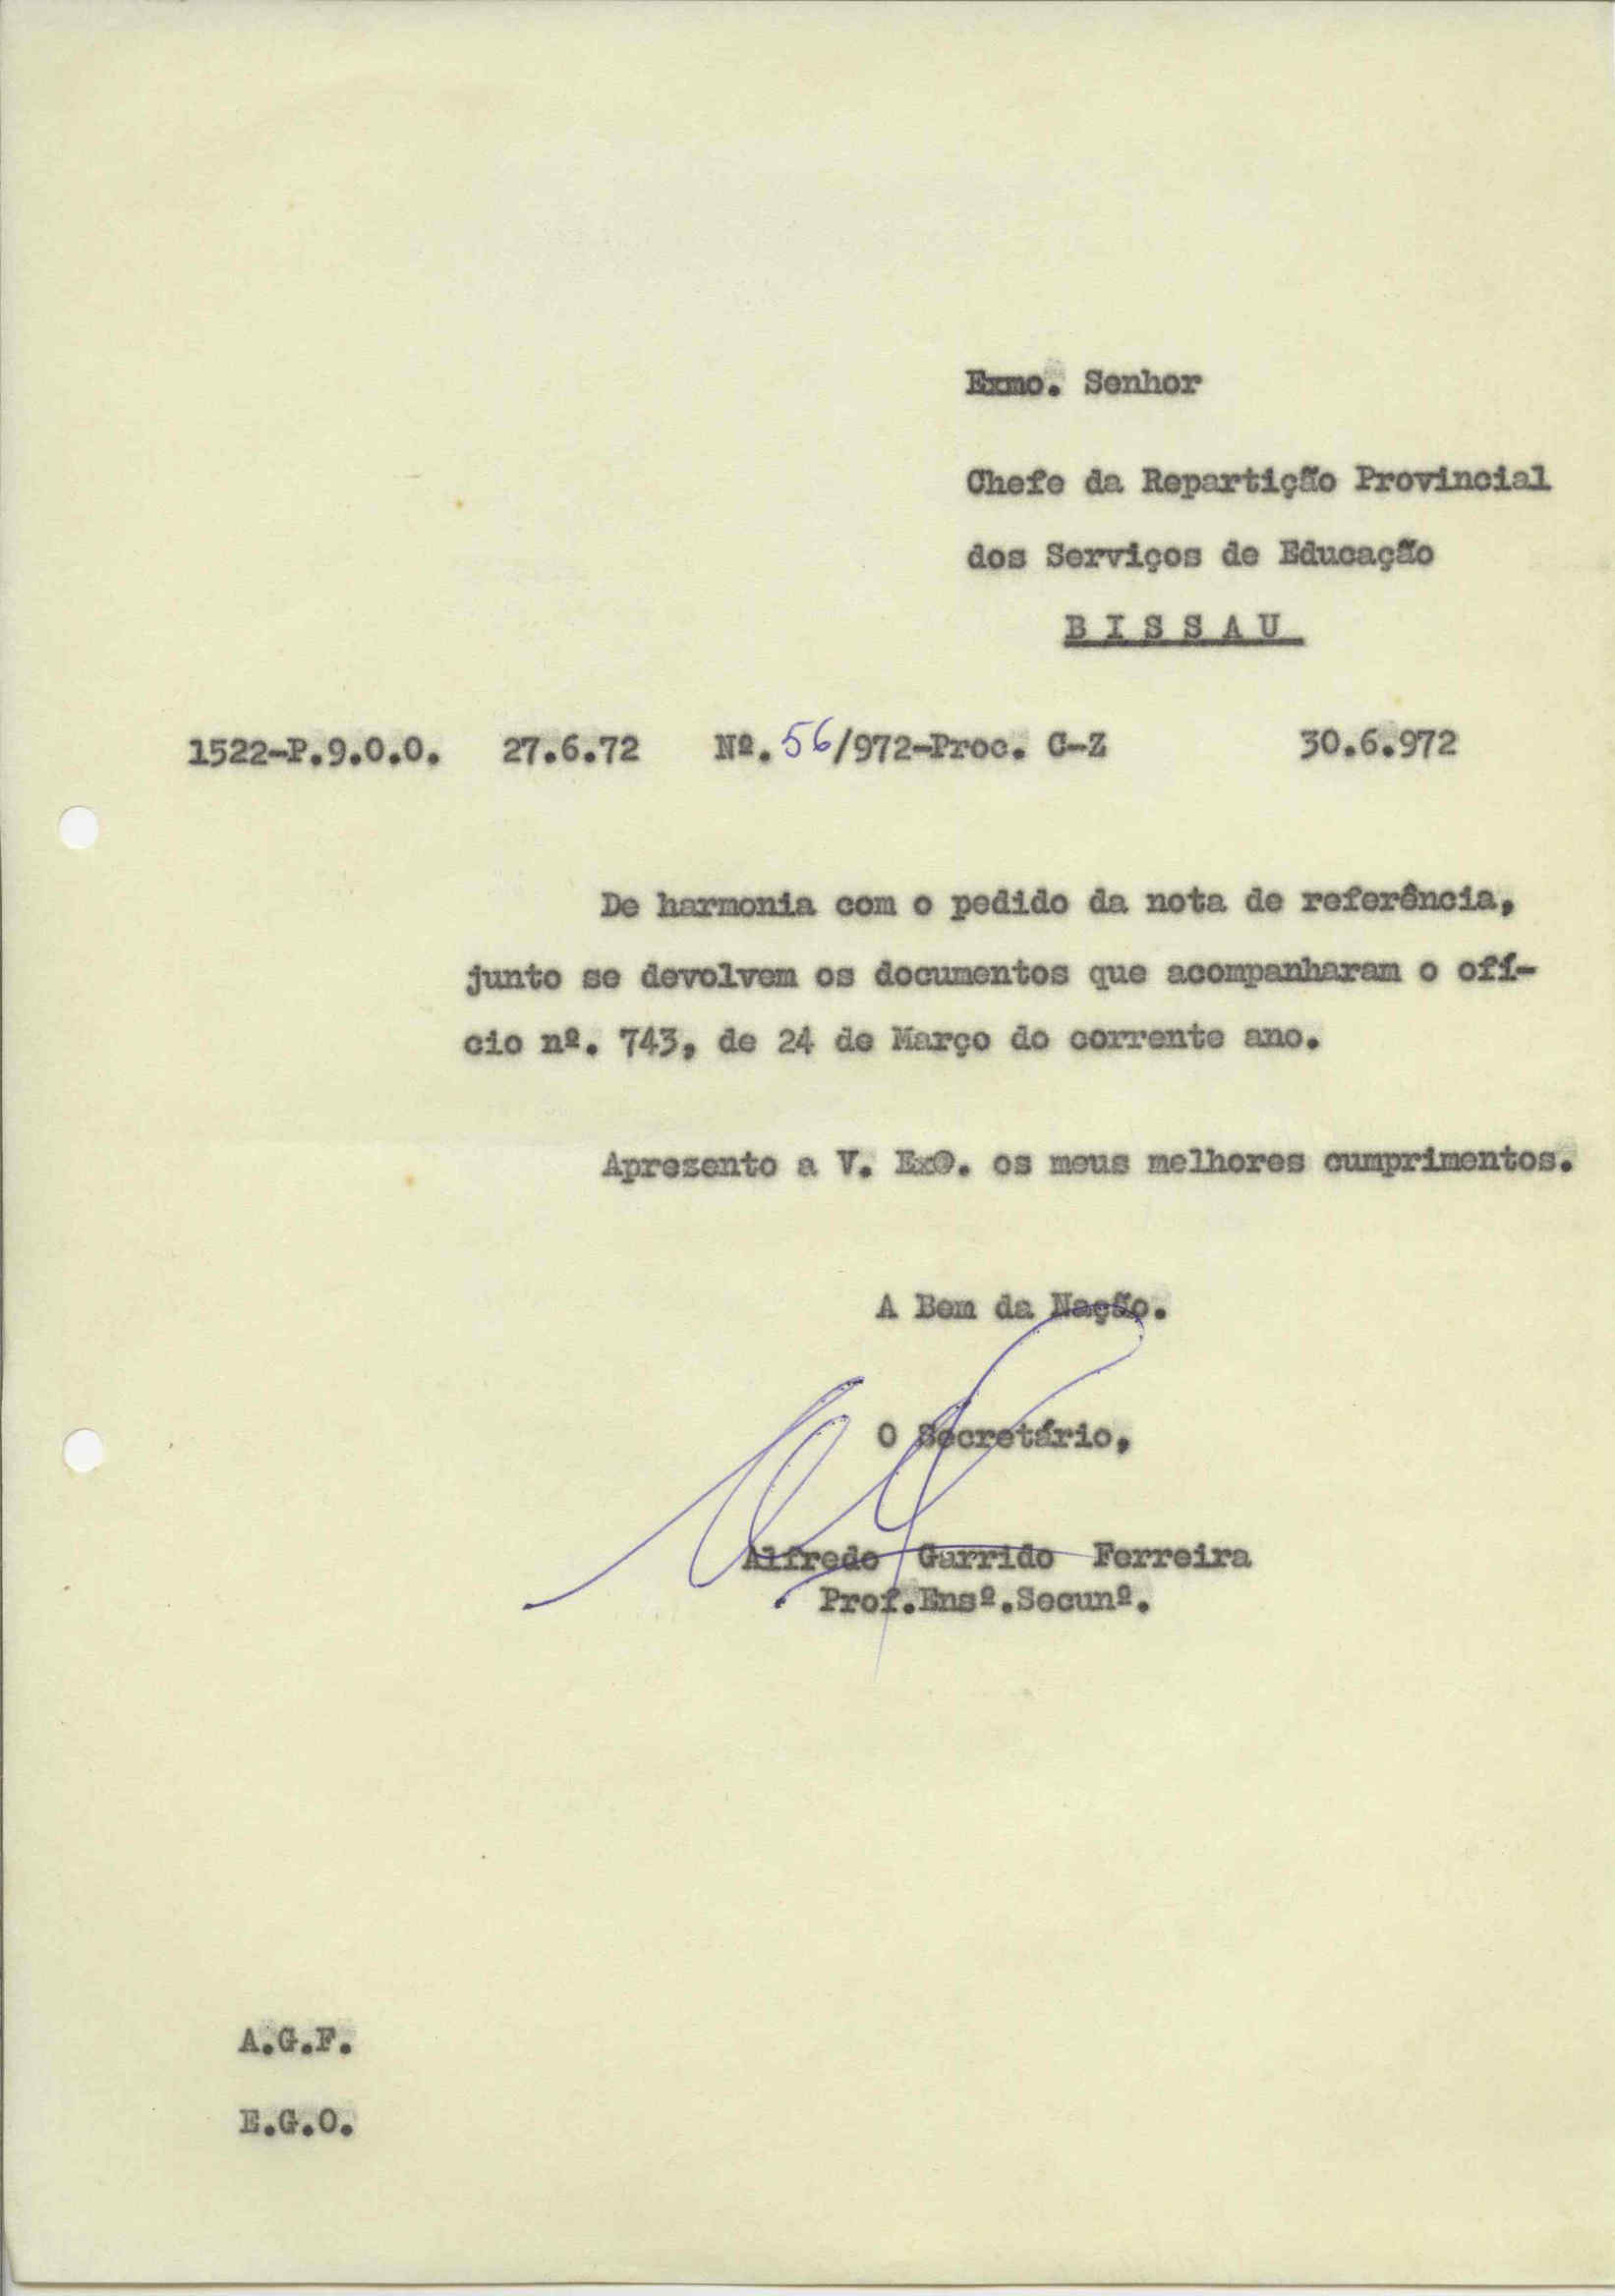 Exmo. Senhor
Chefe da Repartição Provincial
dos Serviços de Educação
B I S S A U
1522-P.9.0.0. 27.6.72 Nº. 56/972-Proc. C-Z 30.6.972
De harmonia com o pedido da nota de referência,
junto se devolvem os documentos que acompanharam o ofí-
cio nº. 743, de 24 de Março do corrente ano.
Apresento a V. Exª. os meus melhores cumprimentos.
A Bem da Nação.
O Secretário,
Alfredo Garrido Ferreira
Prof.Ensº.Secunº.
A.G.F.
E.G.O.